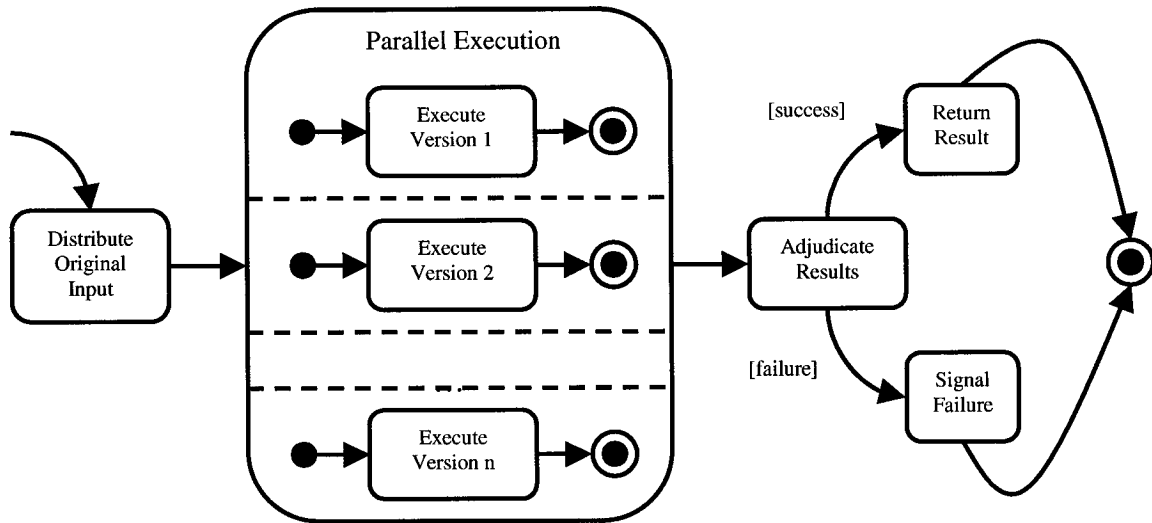 Parallel Execution
Execute
Version 1
Execute
Version 2
Execute
Version n
Distribute
Original
Input
Adjudicate
Results
[success]
Return
Result
[failure]
Signal
Failure